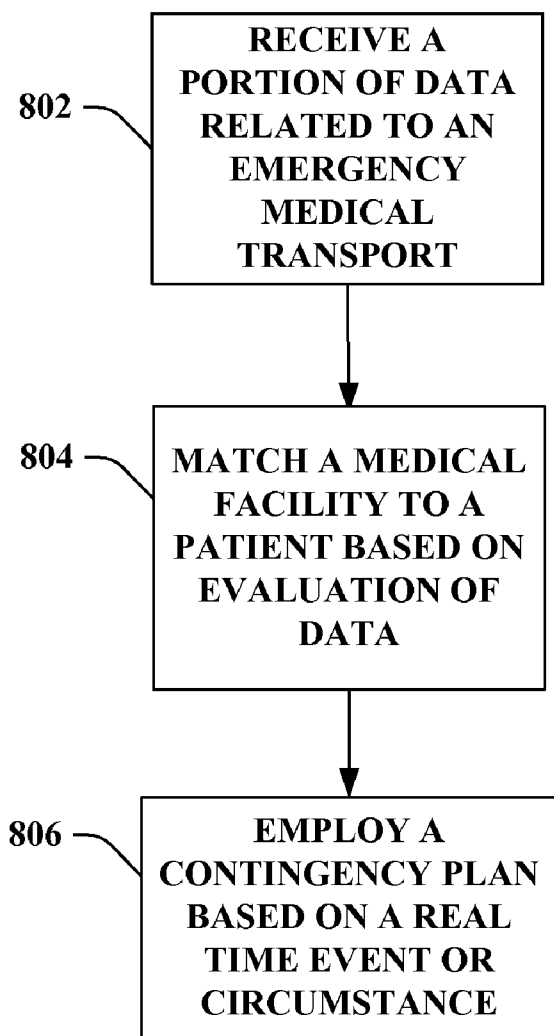 802
RECEIVE A
PORTION OF DATA
RELATED TO AN
EMERGENCY
MEDICAL
TRANSPORT
804
MATCH A MEDICAL
FACILITY TO A
PATIENT BASED ON
EVALUATION OF
DATA
806
EMPLOY A
CONTINGENCY PLAN
BASED ON A REAL
TIME EVENT OR
CIRCUMSTANCE